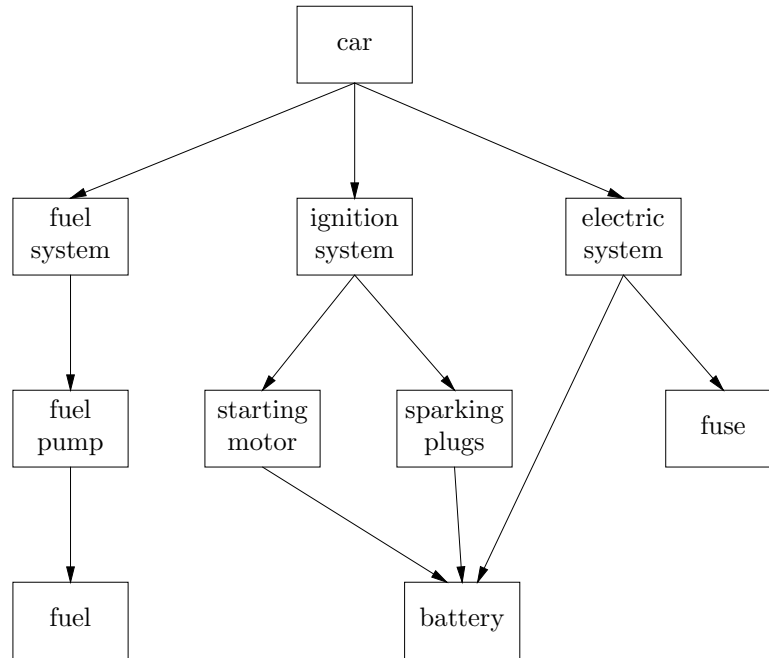 car
fuel
system
ignition
system
electric
system
fuel
pump
starting
motor
sparking
plugs
fuse
fuel
battery